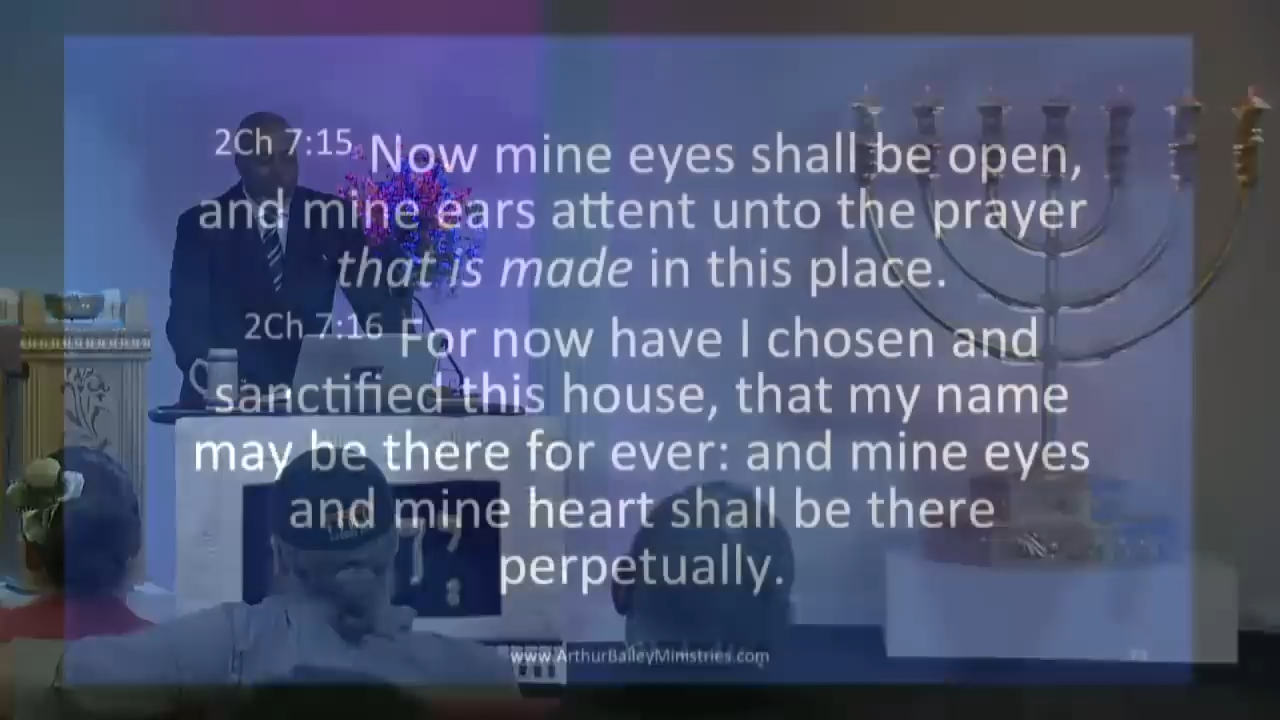 2Ch 7:15 Now mine eyes shall be open,
and mine ears attent unto the prayer
that is made in this place.
2Ch 7:16 For now have I chosen and
sanctified this house, that my name
may be there for ever: and mine eyes
and mine heart shall be there
perpetually.
www.ArthurBaileyMinistries.com